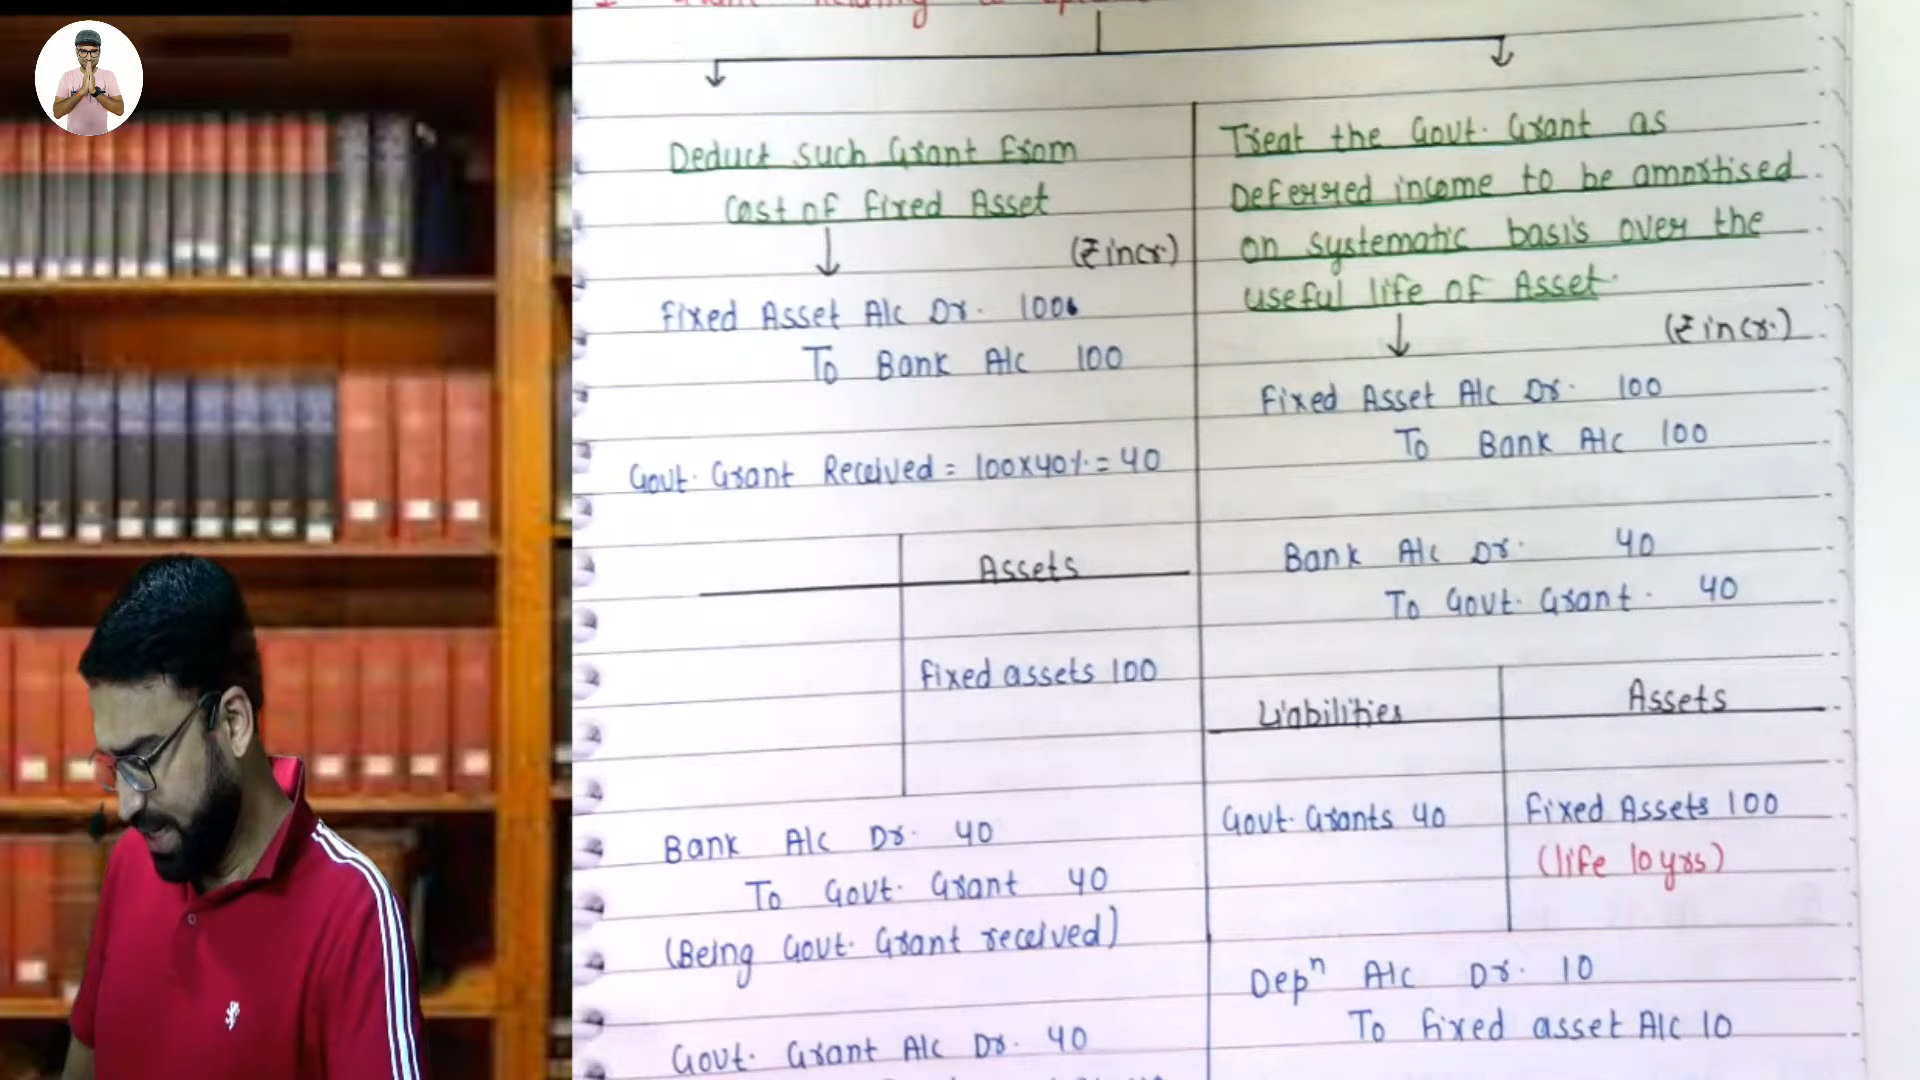 Deduct Such Grant From
Cost of Fixed Asset
(₹ incr)
Fixed Asset A/c Dr. 100
To Bank A/c 100
Govt. Grant Received = 100×40% = 40
Assets
Fixed assets 100
Bank A/c Dr. 40
To Govt. Grant 40
(Being Govt. Grant received)
Govt. Grant A/c Dr. 40
Treat the Govt. Grant as
Deferred income to be amortised
on systematic basis over the
useful life of Asset.
(₹ in cr.)
Fixed Asset A/c Dr. 100
To Bank A/c 100
Bank A/c Dr. 40
To Govt. Grant. 40
Liabilities Assets
Govt. Grants 40 Fixed Assets 100
(life 10 yrs)
Depⁿ A/c Dr. 10
To Fixed asset A/c 10